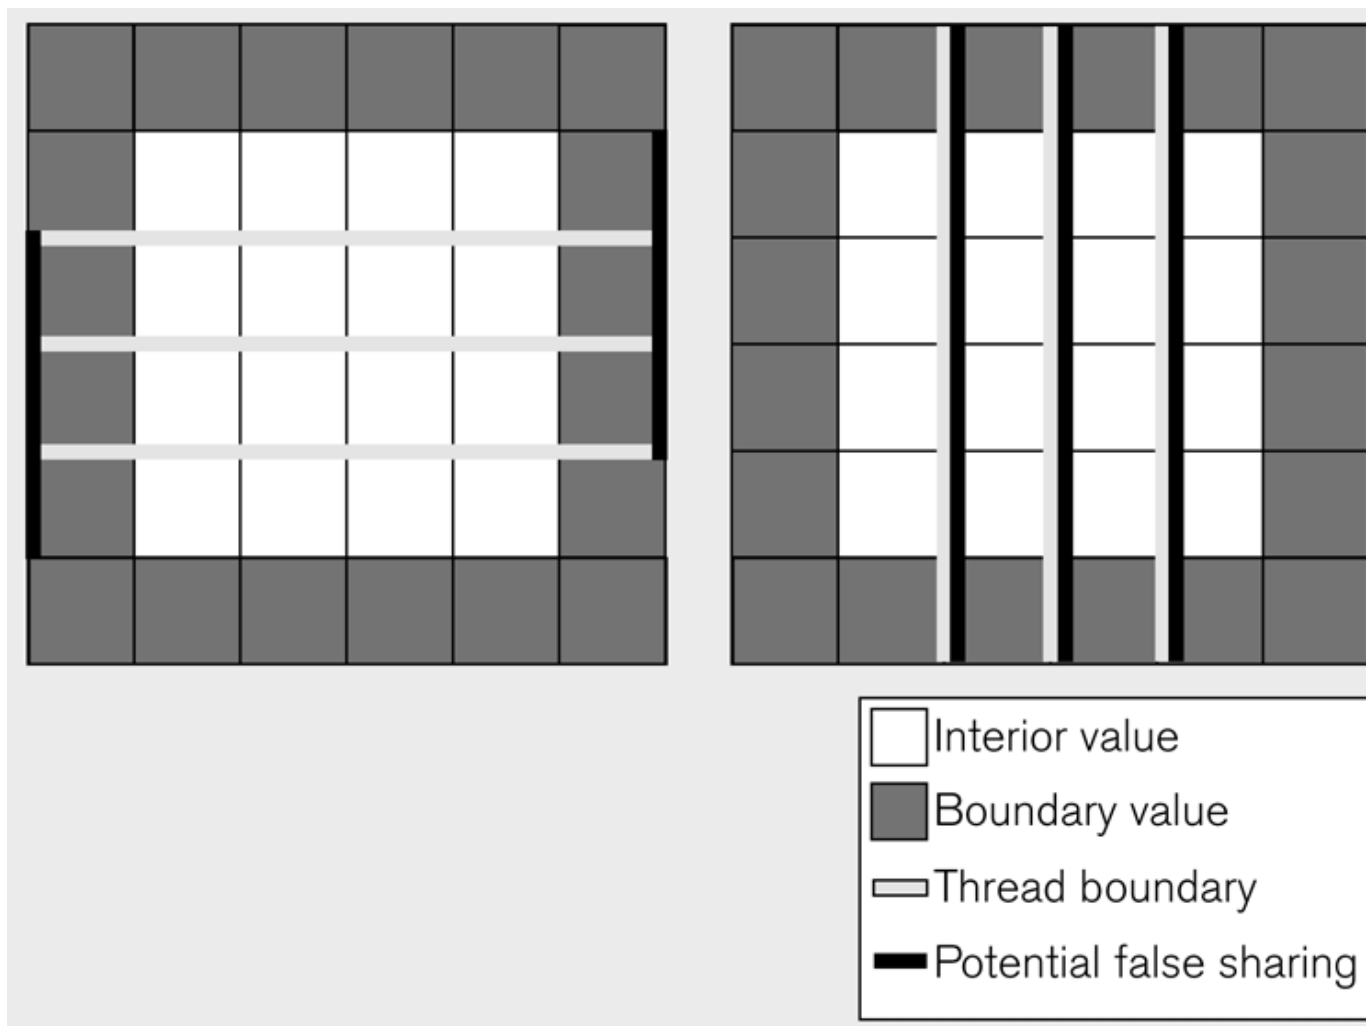 Interior value
Boundary value
Thread boundary
Potential false sharing